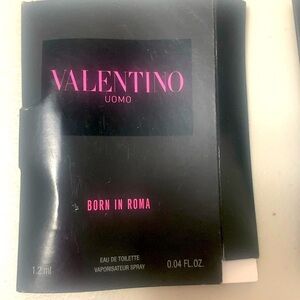 VALENTINO
UOMO
BORN IN ROMA
EAU DE TOILETTE
1.2 ml VAPORISATEUR SPRAY 0.04 FL.OZ.